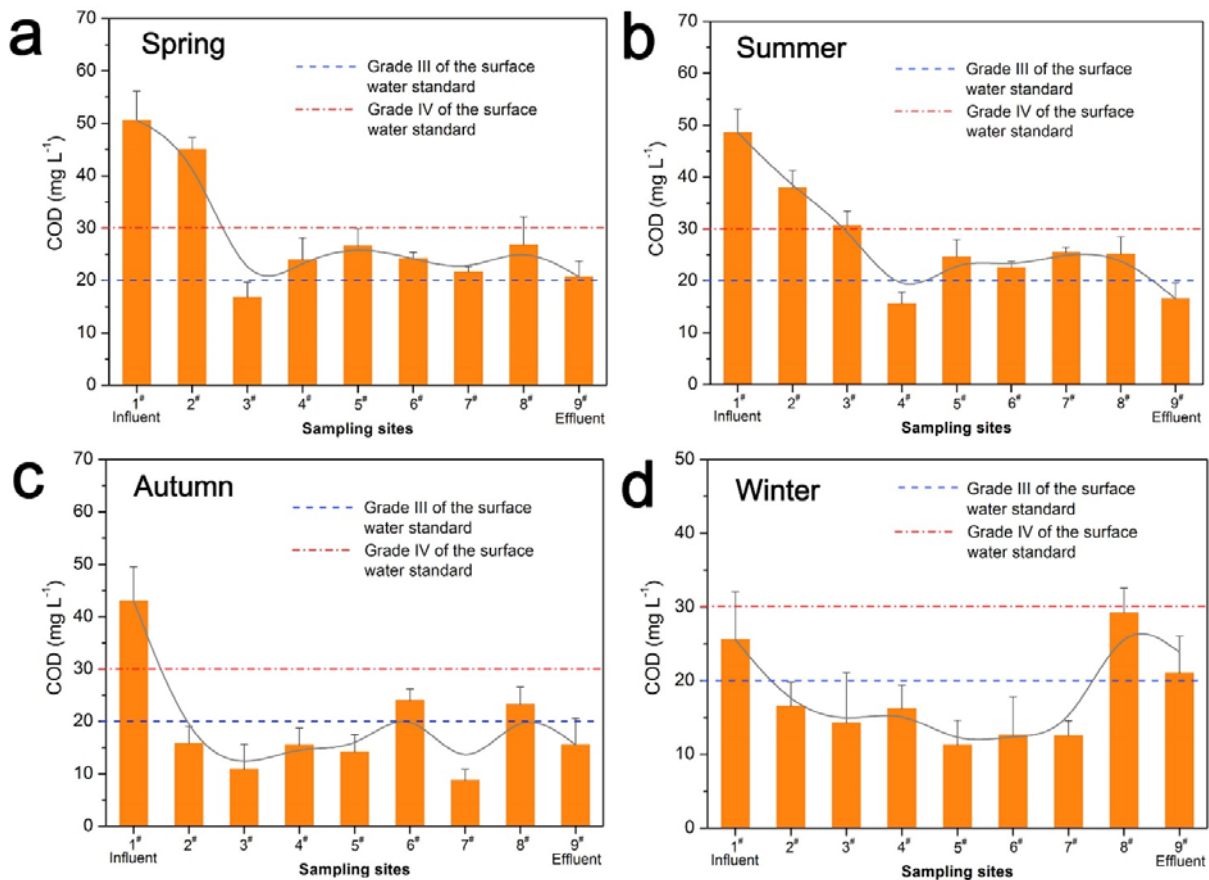 a
Spring
70
60
50
40
30
20
10
0
COD (mg L⁻¹)
Grade III of the surface
water standard
Grade IV of the surface
water standard
1# 2# 3# 4# 5# 6# 7# 8# 9#
Influent Effluent
Sampling sites
b
Summer
70
60
50
40
30
20
10
0
COD (mg L⁻¹)
Grade III of the surface
water standard
Grade IV of the surface
water standard
1# 2# 3# 4# 5# 6# 7# 8# 9#
Influent Effluent
Sampling sites
c
Autumn
70
60
50
40
30
20
10
0
COD (mg L⁻¹)
Grade III of the surface
water standard
Grade IV of the surface
water standard
1# 2# 3# 4# 5# 6# 7# 8# 9#
Influent Effluent
Sampling sites
d
Winter
50
40
30
20
10
0
COD (mg L⁻¹)
Grade III of the surface
water standard
Grade IV of the surface
water standard
1# 2# 3# 4# 5# 6# 7# 8# 9#
Influent Effluent
Sampling sites